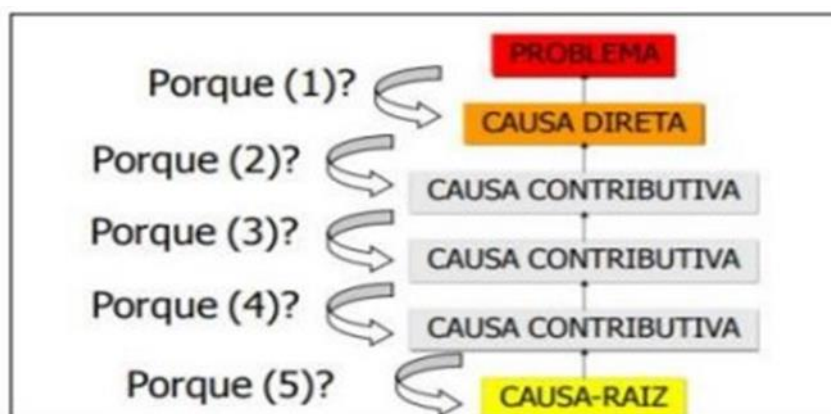 PROBLEMA
Porque (1)?
CAUSA DIRETA
Porque (2)?
CAUSA CONTRIBUTIVA
Porque (3)?
CAUSA CONTRIBUTIVA
Porque (4)?
CAUSA CONTRIBUTIVA
Porque (5)?
CAUSA-RAIZ